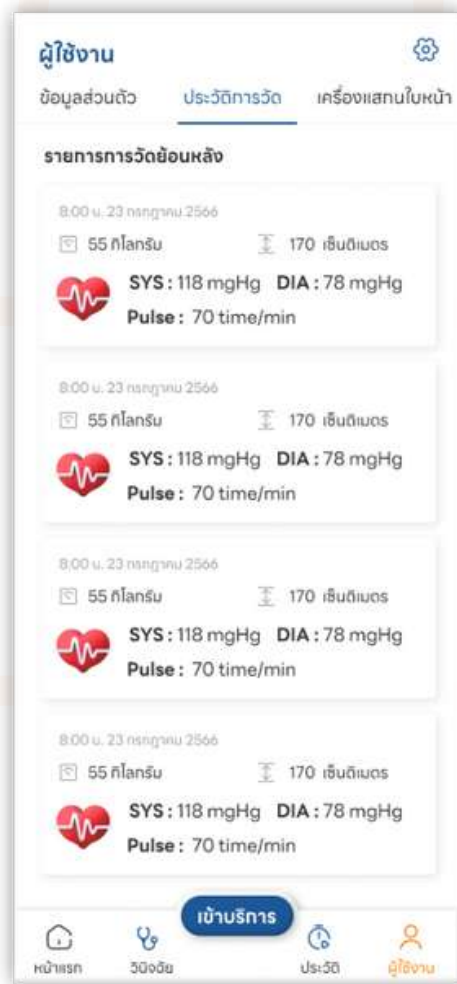 ผู้ใช้งาน
ข้อมูลส่วนตัว ประวัติการวัด เครื่องแสกนใบหน้า
รายการการวัดย้อนหลัง
8:00 น. 23 กรกฎาคม 2566
55 กิโลกรัม 170 เซ็นติเมตร
SYS : 118 mgHg DIA : 78 mgHg
Pulse : 70 time/min
8:00 น. 23 กรกฎาคม 2566
55 กิโลกรัม 170 เซ็นติเมตร
SYS : 118 mgHg DIA : 78 mgHg
Pulse : 70 time/min
8:00 น. 23 กรกฎาคม 2566
55 กิโลกรัม 170 เซ็นติเมตร
SYS : 118 mgHg DIA : 78 mgHg
Pulse : 70 time/min
8:00 น. 23 กรกฎาคม 2566
55 กิโลกรัม 170 เซ็นติเมตร
SYS : 118 mgHg DIA : 78 mgHg
Pulse : 70 time/min
เข้าบริการ
หน้าแรก วินิจฉัย ประวัติ ผู้ใช้งาน